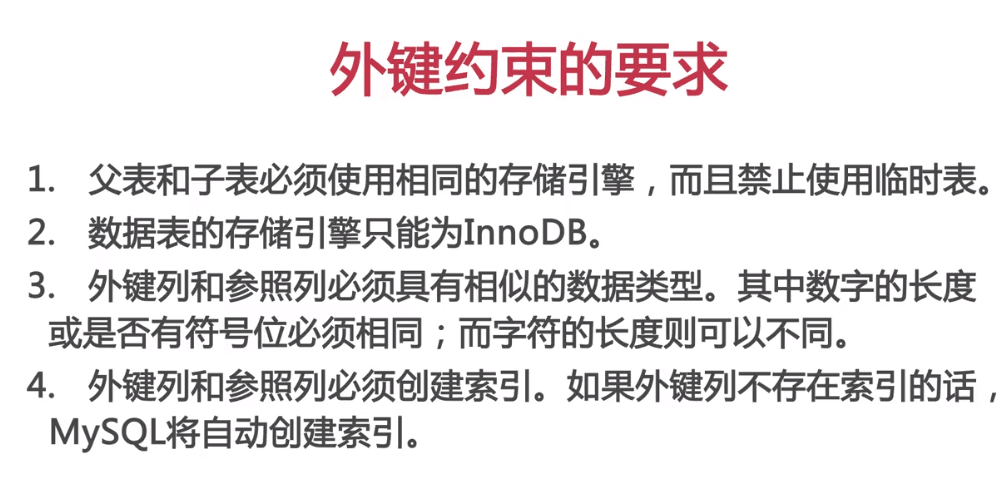 外键约束的要求
1. 父表和子表必须使用相同的存储引擎，而且禁止使用临时表。
2. 数据表的存储引擎只能为InnoDB。
3. 外键列和参照列必须具有相似的数据类型。其中数字的长度
或是否有符号位必须相同；而字符的长度则可以不同。
4. 外键列和参照列必须创建索引。如果外键列不存在索引的话，
MySQL将自动创建索引。